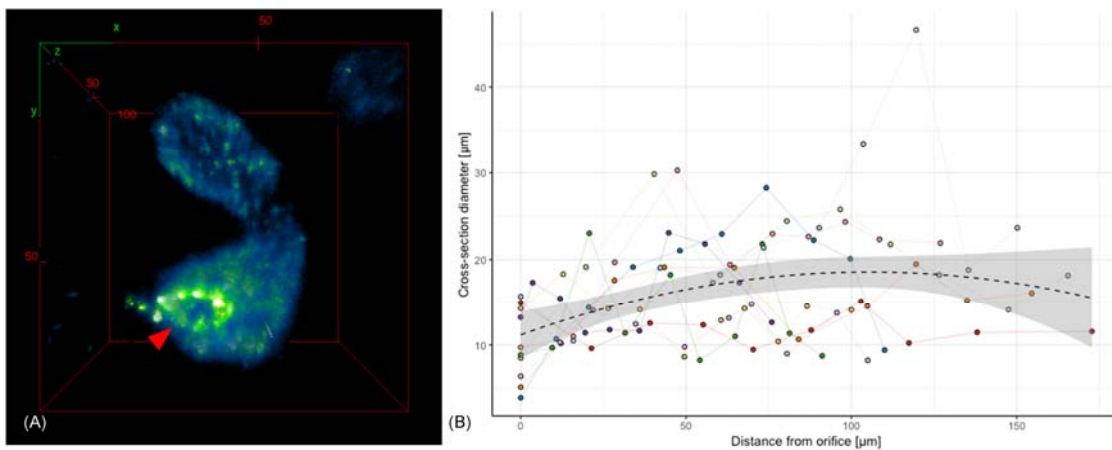 x
50
z
50
y
100
50
(A)
(B)
Cross-section diameter [µm]
40
30
20
10
0
50
100
150
Distance from orifice [µm]